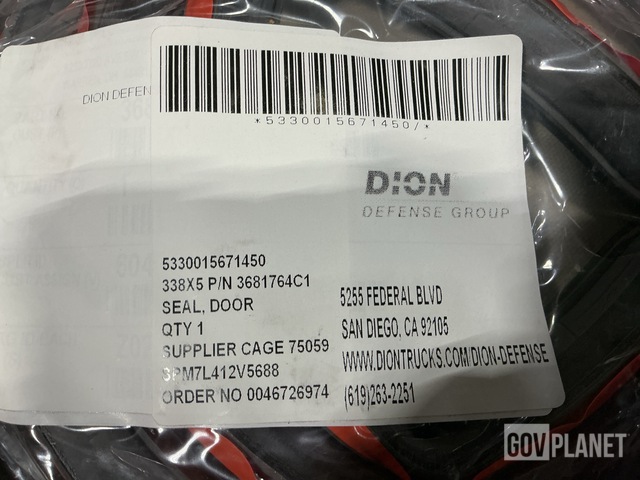 DION DEFEN
*5330015671450/*
DION
DEFENSE GROUP
5330015671450
338X5 P/N 3681764C1
SEAL, DOOR
QTY 1
SUPPLIER CAGE 75059
SPM7L412V5688
ORDER NO 0046726974
5255 FEDERAL BLVD
SAN DIEGO, CA 92105
WWW.DIONTRUCKS.COM/DION-DEFENSE
(619)263-2251
GOVPLANET